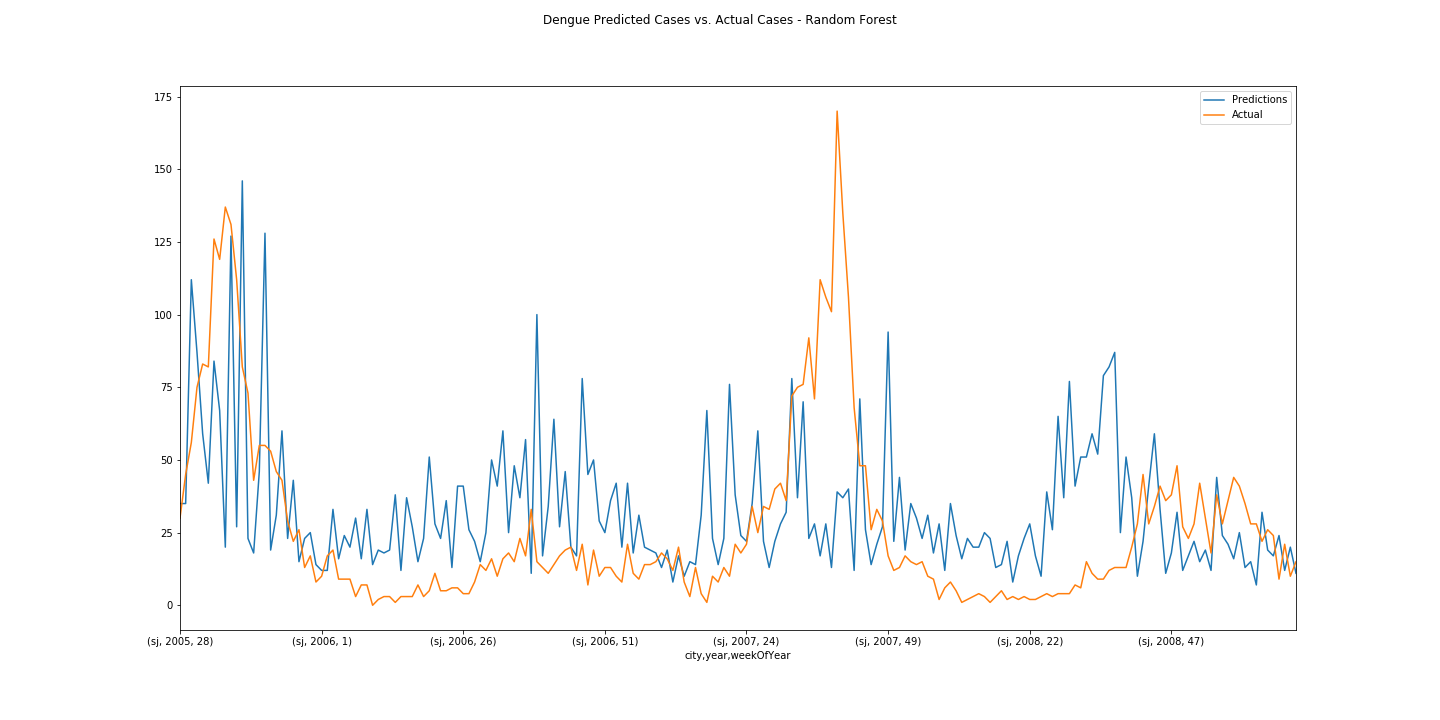 Dengue Predicted Cases vs. Actual Cases - Random Forest
Predictions
Actual
175
150
125
100
75
50
25
0
(sj, 2005, 28) (sj, 2006, 1) (sj, 2006, 26) (sj, 2006, 51) (sj, 2007, 24) (sj, 2007, 49) (sj, 2008, 22) (sj, 2008, 47)
city,year,weekOfYear